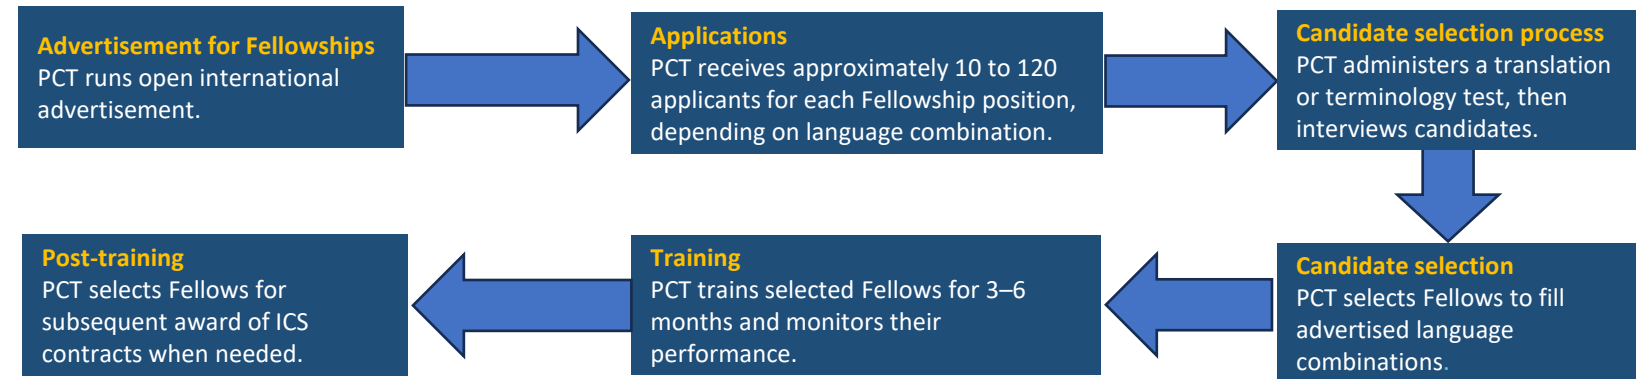 Advertisement for Fellowships
PCT runs open international
advertisement.
Applications
PCT receives approximately 10 to 120
applicants for each Fellowship position,
depending on language combination.
Candidate selection process
PCT administers a translation
or terminology test, then
interviews candidates.
Candidate selection
PCT selects Fellows to fill
advertised language
combinations.
Training
PCT trains selected Fellows for 3–6
months and monitors their
performance.
Post-training
PCT selects Fellows for
subsequent award of ICS
contracts when needed.